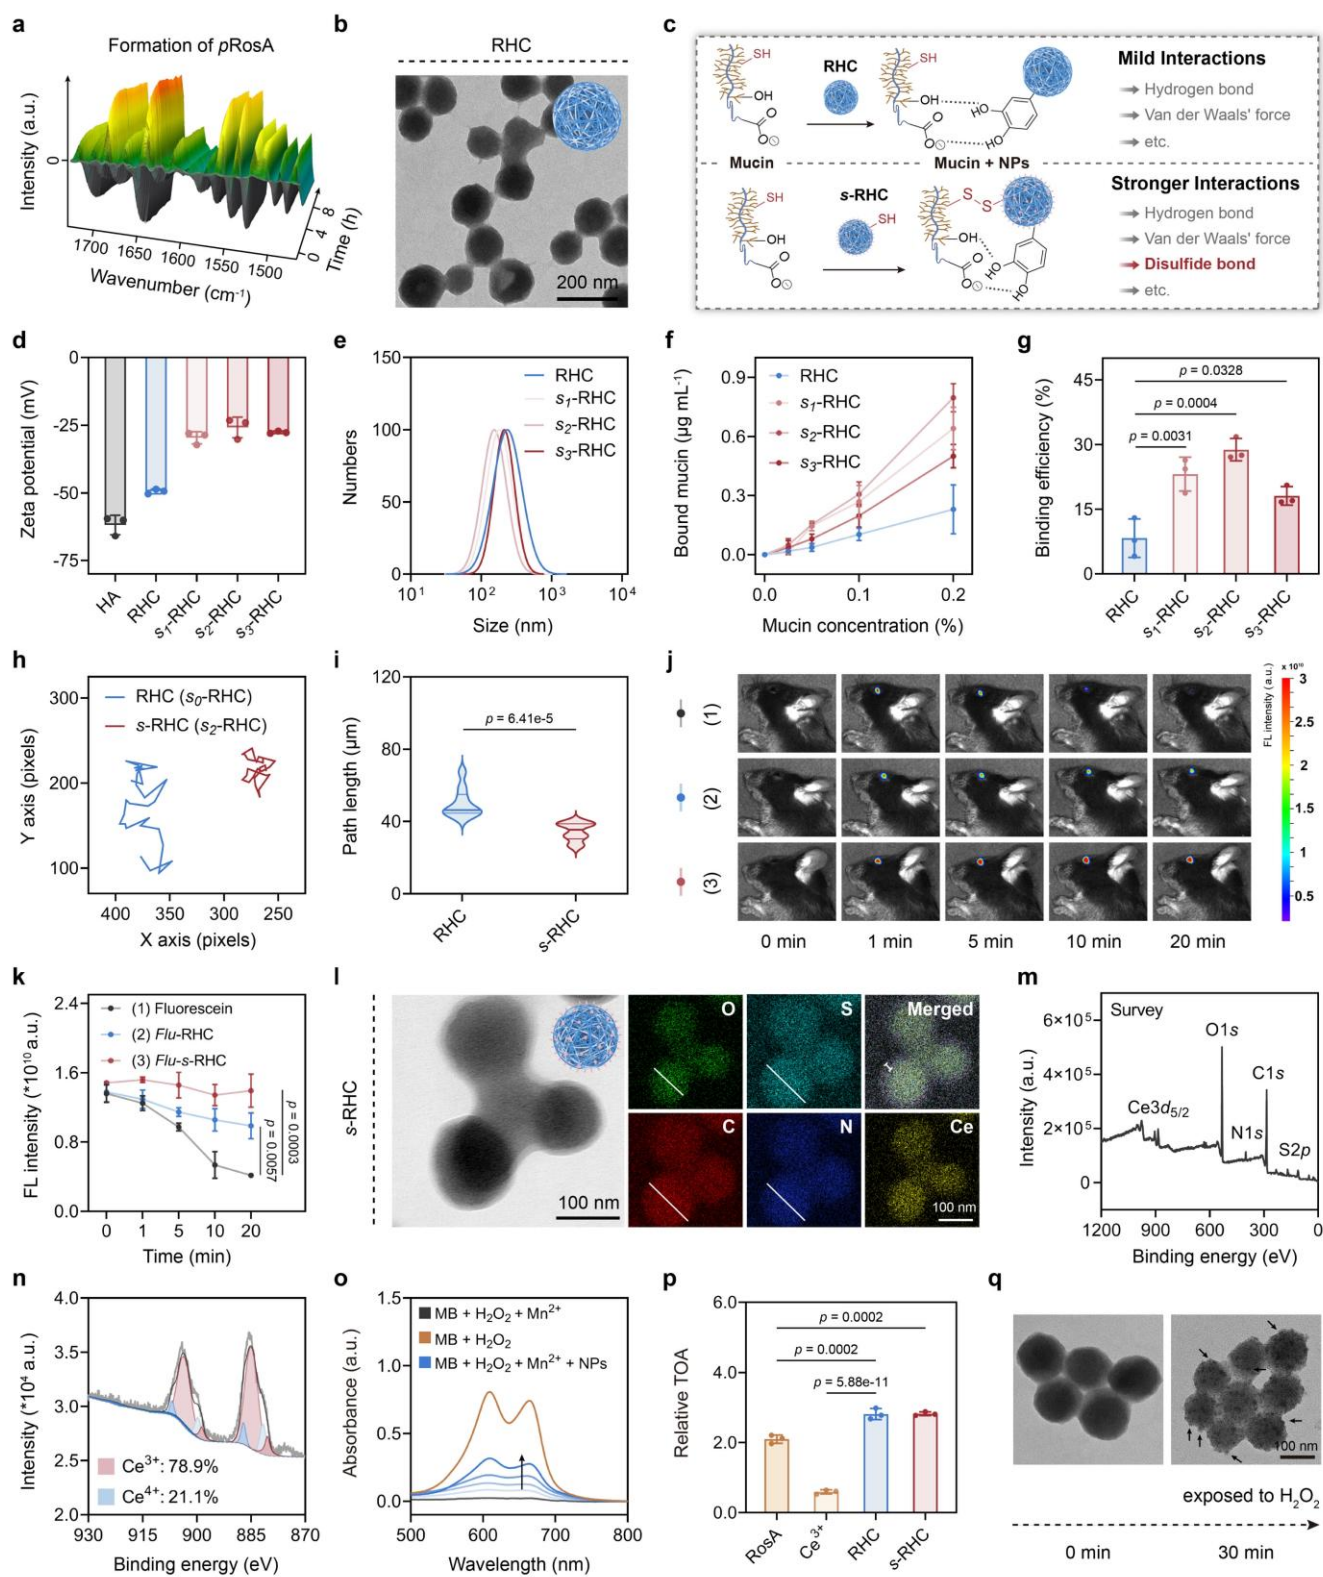 a
Formation of pRosA
Intensity (a.u.)
0
1700
1650
1600
1550
1500
Wavenumber (cm⁻¹)
0
4
8
Time (h)
b
RHC
200 nm
c
SH
RHC
SH
OH
HO
HO
O
O
Mucin
Mucin + NPs
Mild Interactions
Hydrogen bond
Van der Waals' force
etc.
SH
s-RHC
SH
S
S
OH
HO
HO
O
O
Stronger Interactions
Hydrogen bond
Van der Waals' force
Disulfide bond
etc.
d
Zeta potential (mV)
0
-25
-50
-75
HA
RHC
s₁-RHC
s₂-RHC
s₃-RHC
e
Numbers
150
100
50
0
RHC
s₁-RHC
s₂-RHC
s₃-RHC
10¹
10²
10³
10⁴
Size (nm)
f
Bound mucin (µg mL⁻¹)
0.9
0.6
0.3
0.0
RHC
s₁-RHC
s₂-RHC
s₃-RHC
0.0
0.1
0.2
Mucin concentration (%)
g
Binding efficiency (%)
45
30
15
0
p = 0.0328
p = 0.0004
p = 0.0031
RHC
s₁-RHC
s₂-RHC
s₃-RHC
h
Y axis (pixels)
300
200
100
RHC (s₀-RHC)
s-RHC (s₂-RHC)
400
350
300
250
X axis (pixels)
i
Path length (µm)
120
80
40
0
p = 6.41e-5
RHC
s-RHC
j
(1)
(2)
(3)
0 min
1 min
5 min
10 min
20 min
x 10¹⁰
FL intensity (a.u.)
3
2.5
2
1.5
1
0.5
k
FL intensity (*10¹⁰ a.u.)
2.4
1.6
0.8
0.0
(1) Fluorescein
(2) Flu-RHC
(3) Flu-s-RHC
p = 0.0003
p = 0.0057
0
1
5
10
20
Time (min)
l
s-RHC
100 nm
O
S
Merged
C
N
Ce
100 nm
m
Survey
Intensity (a.u.)
6×10⁵
4×10⁵
2×10⁵
0
O1s
C1s
Ce3d₅/₂
N1s
S2p
1200
900
600
300
0
Binding energy (eV)
n
Intensity (*10⁴ a.u.)
4.0
3.5
3.0
2.5
2.0
Ce³⁺: 78.9%
Ce⁴⁺: 21.1%
930
915
900
885
870
Binding energy (eV)
o
Absorbance (a.u.)
1.5
1.0
0.5
0.0
MB + H₂O₂ + Mn²⁺
MB + H₂O₂
MB + H₂O₂ + Mn²⁺ + NPs
500
600
700
800
Wavelength (nm)
p
Relative TOA
6.0
4.0
2.0
0.0
p = 0.0002
p = 0.0002
p = 5.88e-11
RosA
Ce³⁺
RHC
s-RHC
q
100 nm
exposed to H₂O₂
0 min
30 min